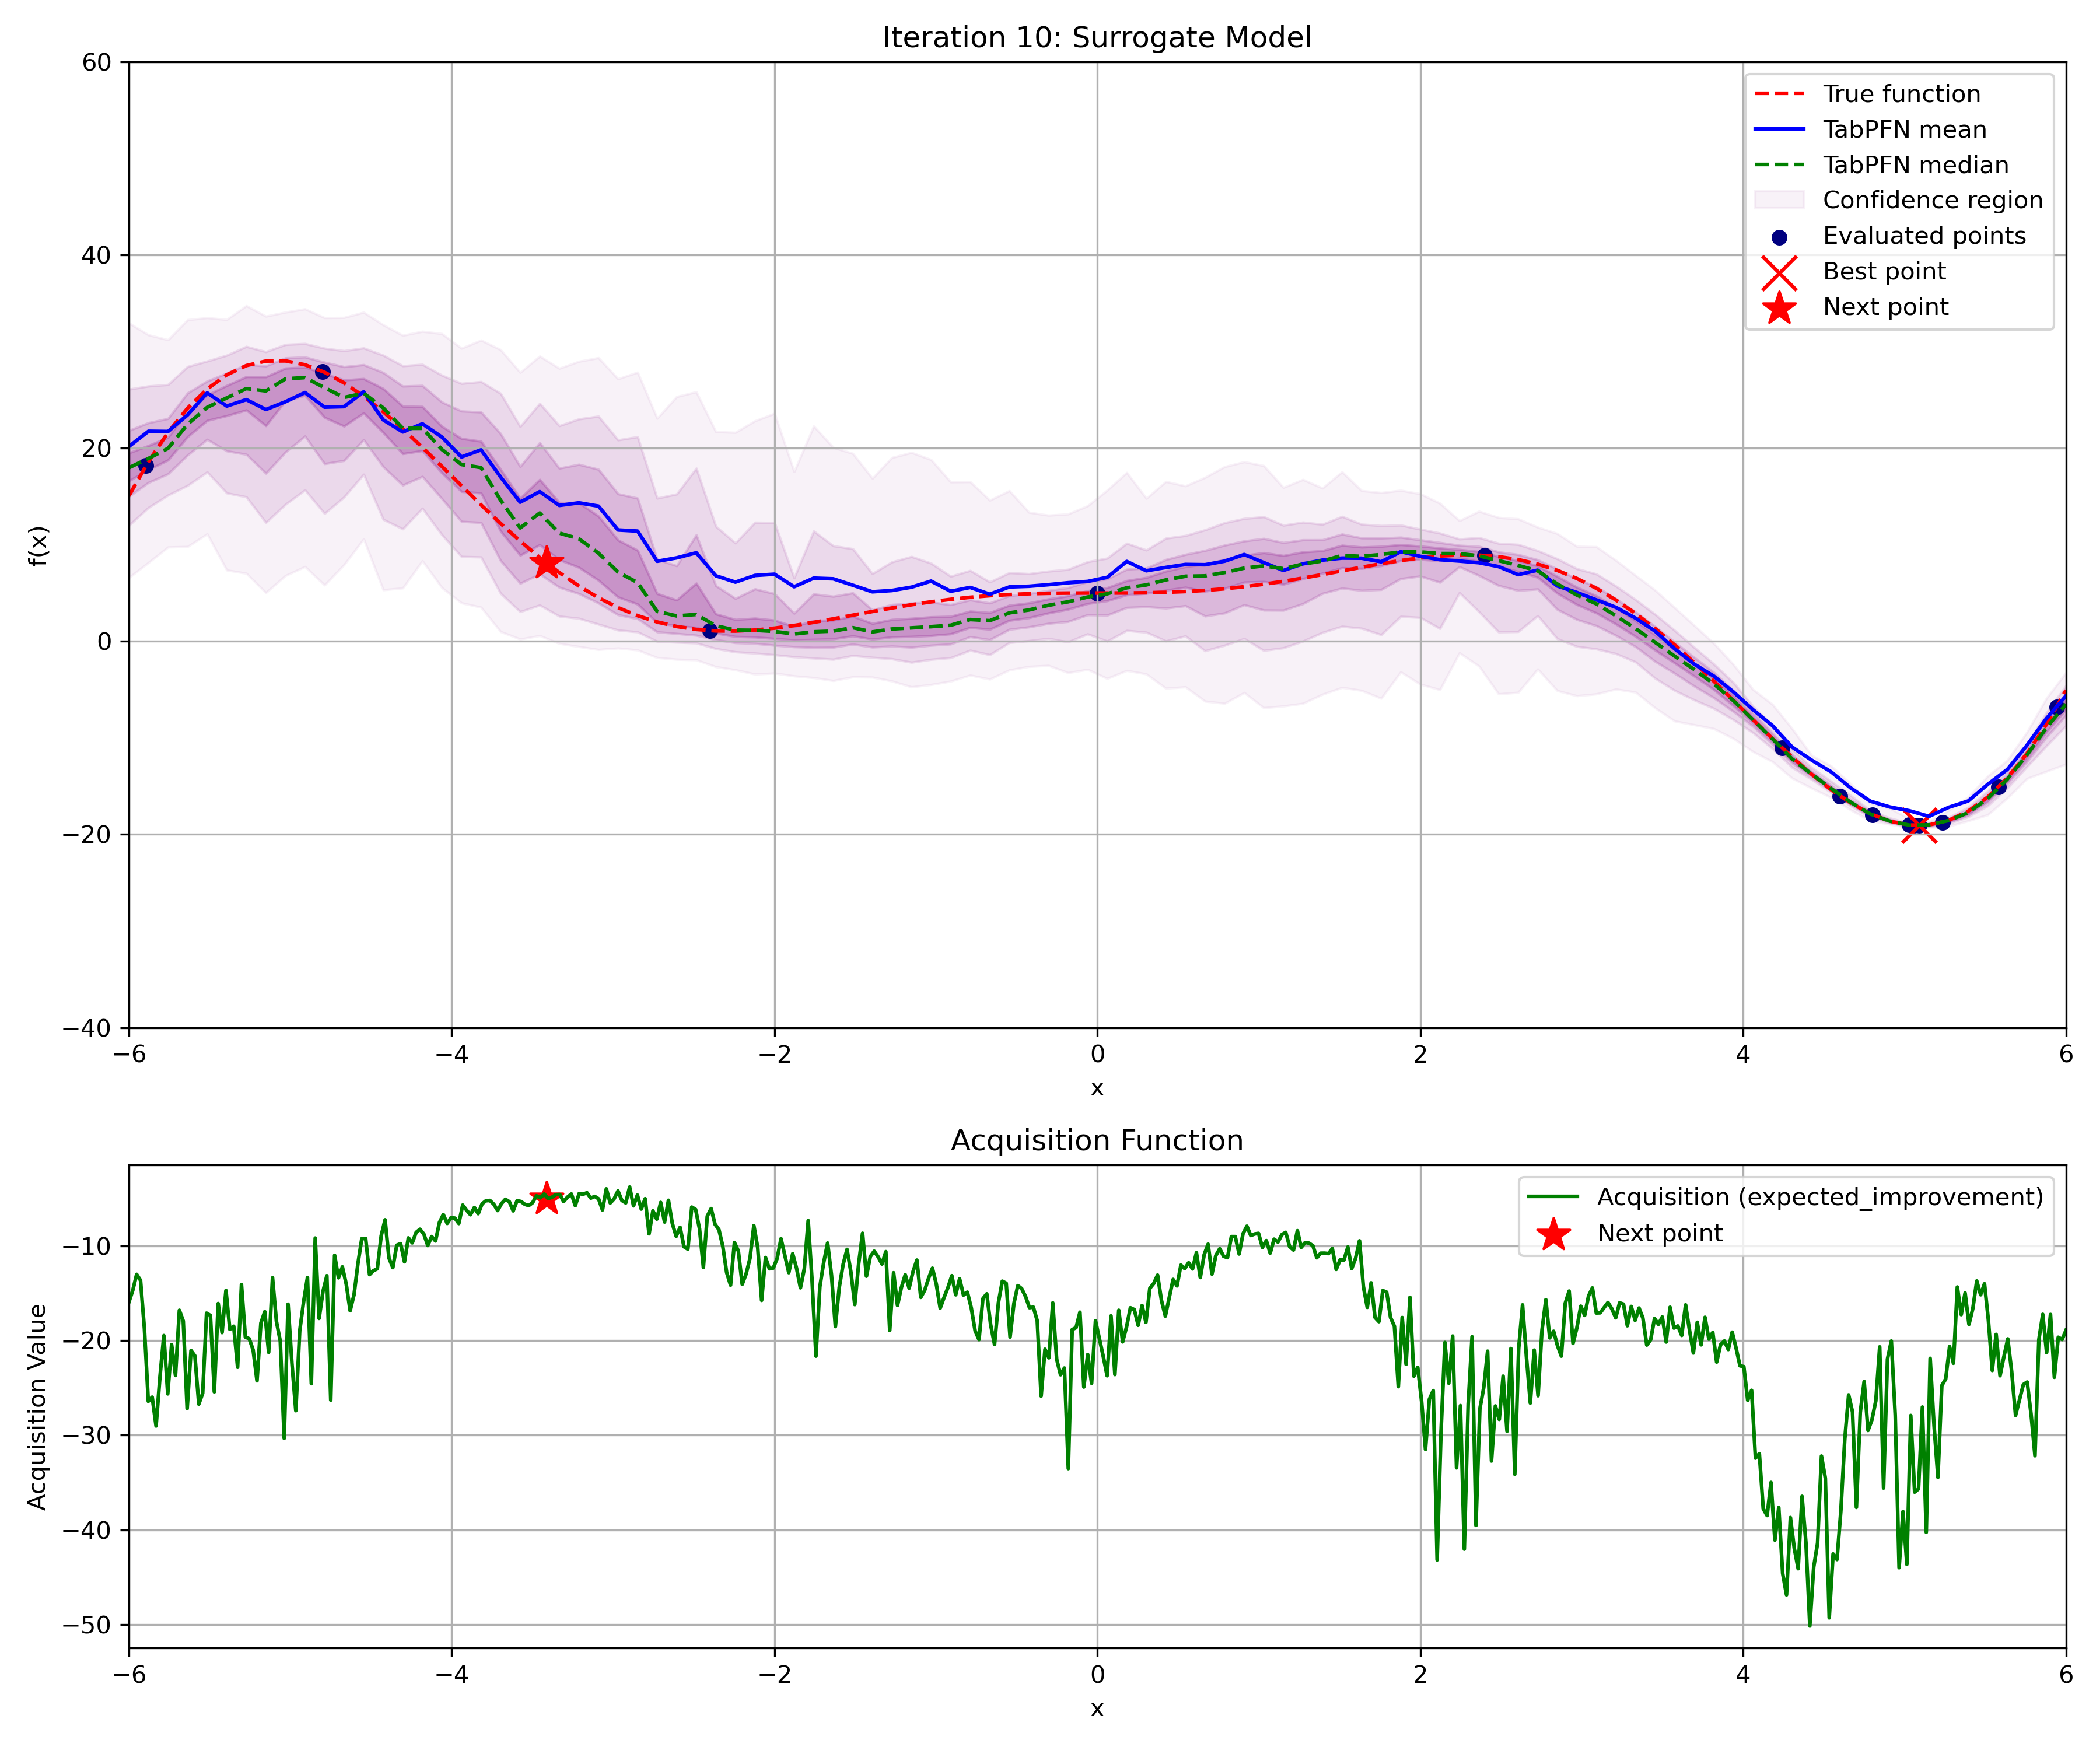 Iteration 10: Surrogate Model
60
40
20
0
−20
−40
f(x)
True function
TabPFN mean
TabPFN median
Confidence region
Evaluated points
Best point
Next point
−6 −4 −2 0 2 4 6
x
Acquisition Function
−10
−20
−30
−40
−50
Acquisition Value
Acquisition (expected_improvement)
Next point
−6 −4 −2 0 2 4 6
x